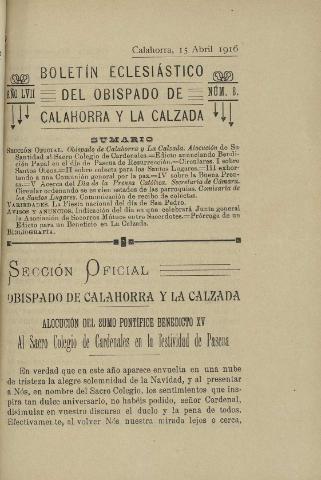 Calahorra, 15 Abril 1916
BOLETÍN ECLESIÁSTICO
AÑO LVII
DEL OBISPADO DE
NÚM. 8.
CALAHORRA Y LA CALZADA
SUMARIO
SECCIÓN OFICIAL. Obispado de Calahorra y La Calzada. Alocución de Su
Santidad al Sacro Colegio de Cardenales.—Edicto anunciando Bendi-
ción Papal en el día de Pascua de Resurrección.—Circulares. I sobre
Santos Oleos.—II sobre colecta para los Santos Lugares.—III exhor-
tando a una Comunión general por la paz.—IV sobre la Buena Pren-
sa.—V Acerca del Día de la Prensa Católica. Secretaría de Cámara.
Circular ordenando se envíen estados de las parroquias. Comisaría de
los Santos Lugares. Comunicación de recibo de colectas.
VARIEDADES. La Fiesta nacional del día de San Pedro.
AVISOS Y ANUNCIOS. Indicación del día en que celebrará Junta general
la Asociación de Socorros Mútuos entre Sacerdotes.—Prórroga de un
Edicto para un Beneficio en La Calzada.
BIBLIOGRAFÍA.
SECCIÓN OFICIAL
OBISPADO DE CALAHORRA Y LA CALZADA
ALOCUCIÓN DEL SUMO PONTÍFICE BENEDICTO XV
Al Sacro Colegio de Cardenales en la Festividad de Pascua
En verdad que en este año aparece envuelta en una nube
de tristeza la alegre solemnidad de la Navidad, y al presentar
a Nós, en nombre del Sacro Colegio, los sentimientos que ins-
pira tan dulce aniversario, no habéis podido, señor Cardenal,
disimular en vuestro discurso el duelo y la pena de todos.
Efectivamente, al volver Nós nuestra mirada lejos o cerca,